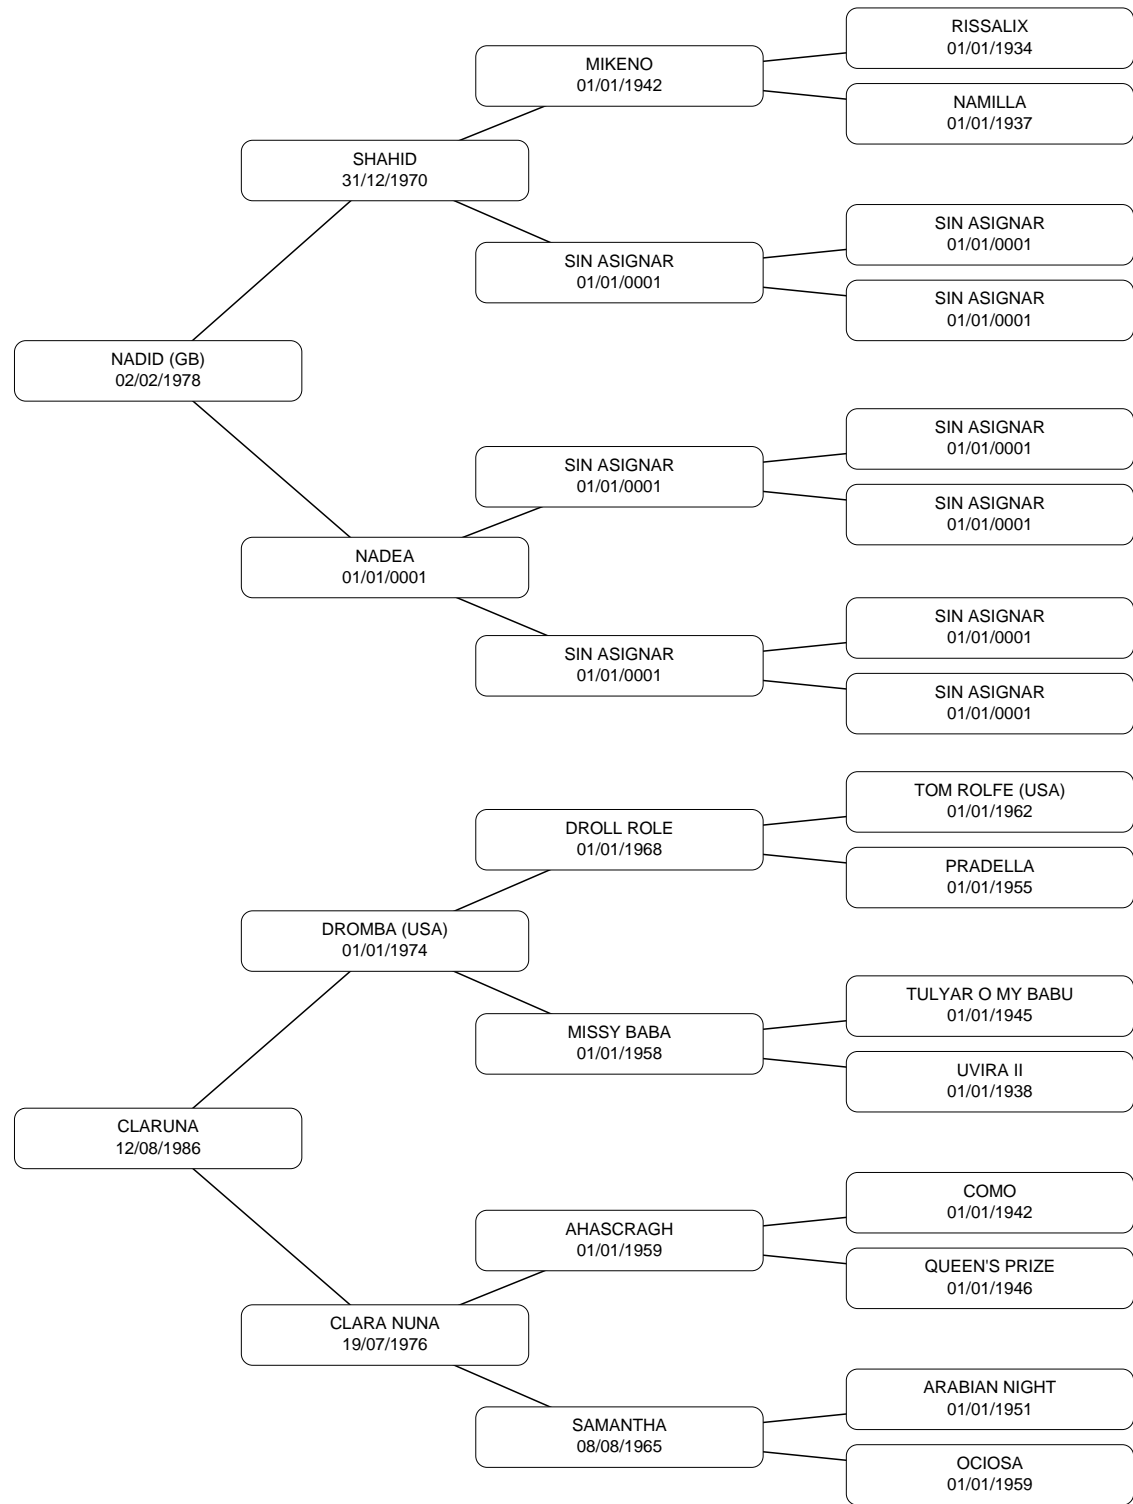 RISSALIX
01/01/1934
MIKENO
01/01/1942
NAMILLA
01/01/1937
SHAHID
31/12/1970
SIN ASIGNAR
01/01/0001
SIN ASIGNAR
01/01/0001
SIN ASIGNAR
01/01/0001
NADID (GB)
02/02/1978
SIN ASIGNAR
01/01/0001
SIN ASIGNAR
01/01/0001
SIN ASIGNAR
01/01/0001
NADEA
01/01/0001
SIN ASIGNAR
01/01/0001
SIN ASIGNAR
01/01/0001
SIN ASIGNAR
01/01/0001
TOM ROLFE (USA)
01/01/1962
DROLL ROLE
01/01/1968
PRADELLA
01/01/1955
DROMBA (USA)
01/01/1974
TULYAR O MY BABU
01/01/1945
MISSY BABA
01/01/1958
UVIRA II
01/01/1938
CLARUNA
12/08/1986
COMO
01/01/1942
AHASCRAGH
01/01/1959
QUEEN'S PRIZE
01/01/1946
CLARA NUNA
19/07/1976
ARABIAN NIGHT
01/01/1951
SAMANTHA
08/08/1965
OCIOSA
01/01/1959